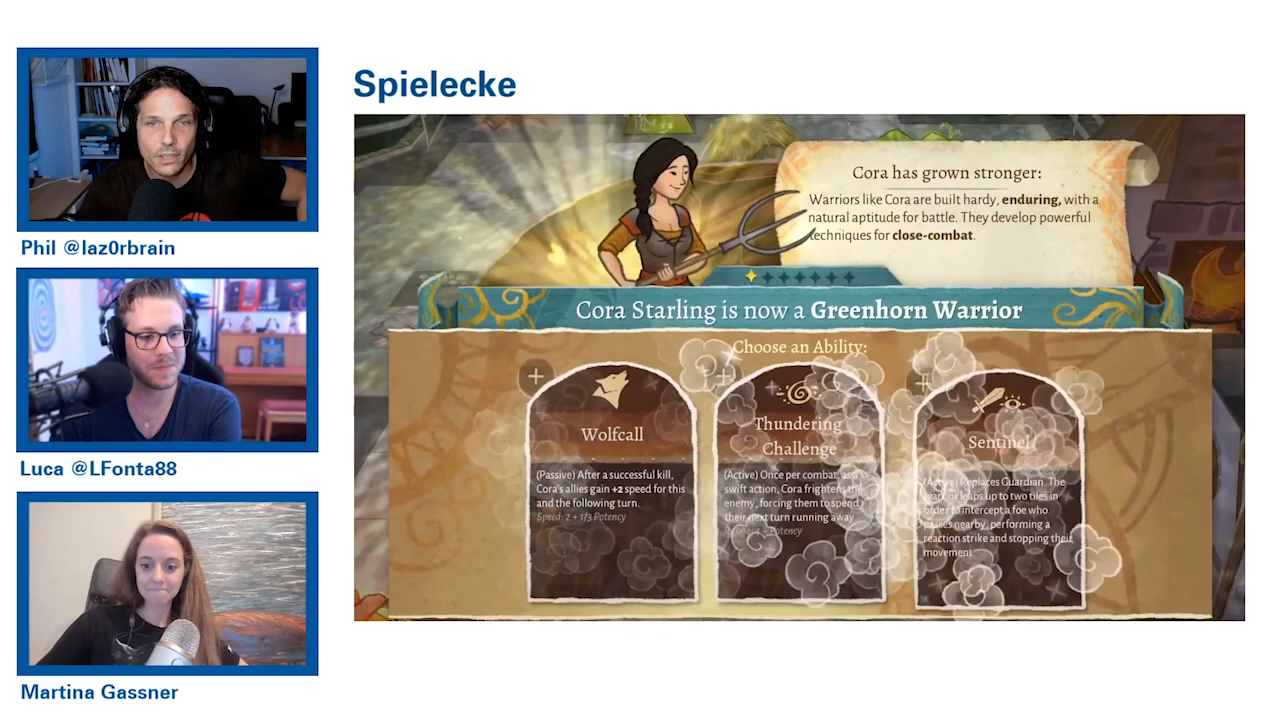 Spielecke
Phil @laz0rbrain
Luca @LFonta88
Martina Gassner
Cora has grown stronger:
Warriors like Cora are built hardy, enduring, with a
natural aptitude for battle. They develop powerful
techniques for close-combat.
Cora Starling is now a Greenhorn Warrior
Choose an Ability:
Wolfcall
(Passive) After a successful kill,
Cora's allies gain +2 speed for this
and the following turn.
Speed: 2 + 1/3 Potency
Thundering
Challenge
(Active) Once per combat, as a
swift action, Cora frightens the
enemy, forcing them to spend
their next turn running away
Potency
Sentinel
(Active) Replaces Guardian. The
warrior leaps up to two tiles in
order to intercept a foe who
passes nearby, performing a
reaction strike and stopping their
movement